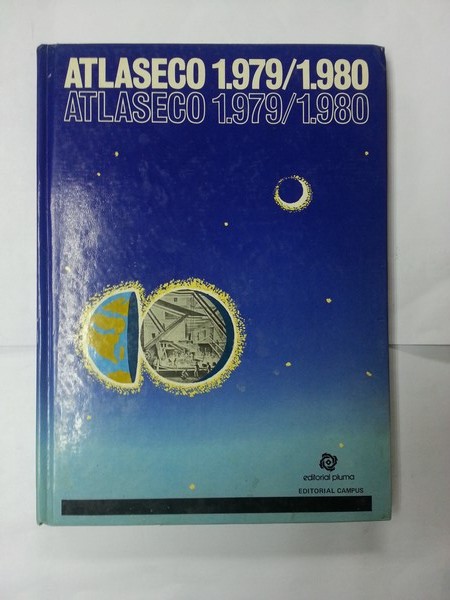 ATLASECO 1.979/1.980
ATLASECO 1.979/1.980
editorial pluma
EDITORIAL CAMPUS